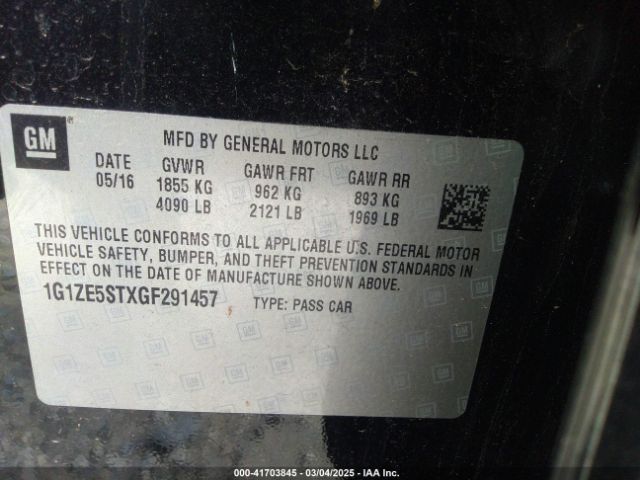 GM
MFD BY GENERAL MOTORS LLC
DATE GVWR GAWR FRT GAWR RR
05/16 1855 KG 962 KG 893 KG
4090 LB 2121 LB 1969 LB
THIS VEHICLE CONFORMS TO ALL APPLICABLE U.S. FEDERAL MOTOR
VEHICLE SAFETY, BUMPER, AND THEFT PREVENTION STANDARDS IN
EFFECT ON THE DATE OF MANUFACTURE SHOWN ABOVE.
1G1ZE5STXGF291457 TYPE: PASS CAR
000-41703845 - 03/04/2025 - IAA Inc.